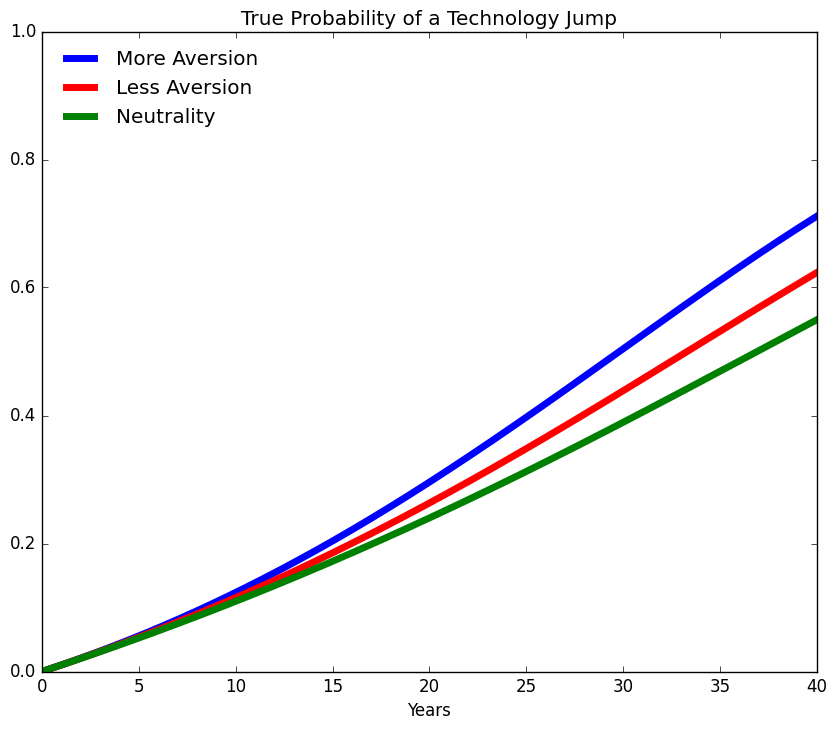 True Probability of a Technology Jump
1.0
More Aversion
Less Aversion
Neutrality
0.8
0.6
0.4
0.2
0.0
0 5 10 15 20 25 30 35 40
Years